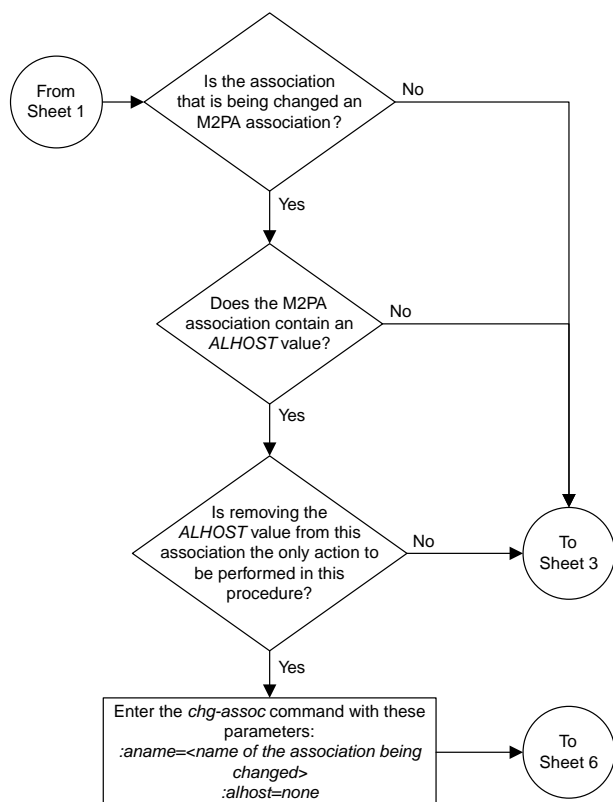 From
Sheet 1
Is the association
that is being changed an
M2PA association?
No
Yes
Does the M2PA
association contain an
ALHOST value?
No
Yes
Is removing the
ALHOST value from this
association the only action to
be performed in this
procedure?
No
To
Sheet 3
Yes
Enter the chg-assoc command with these
parameters:
:aname=<name of the association being
changed>
:alhost=none
To
Sheet 6